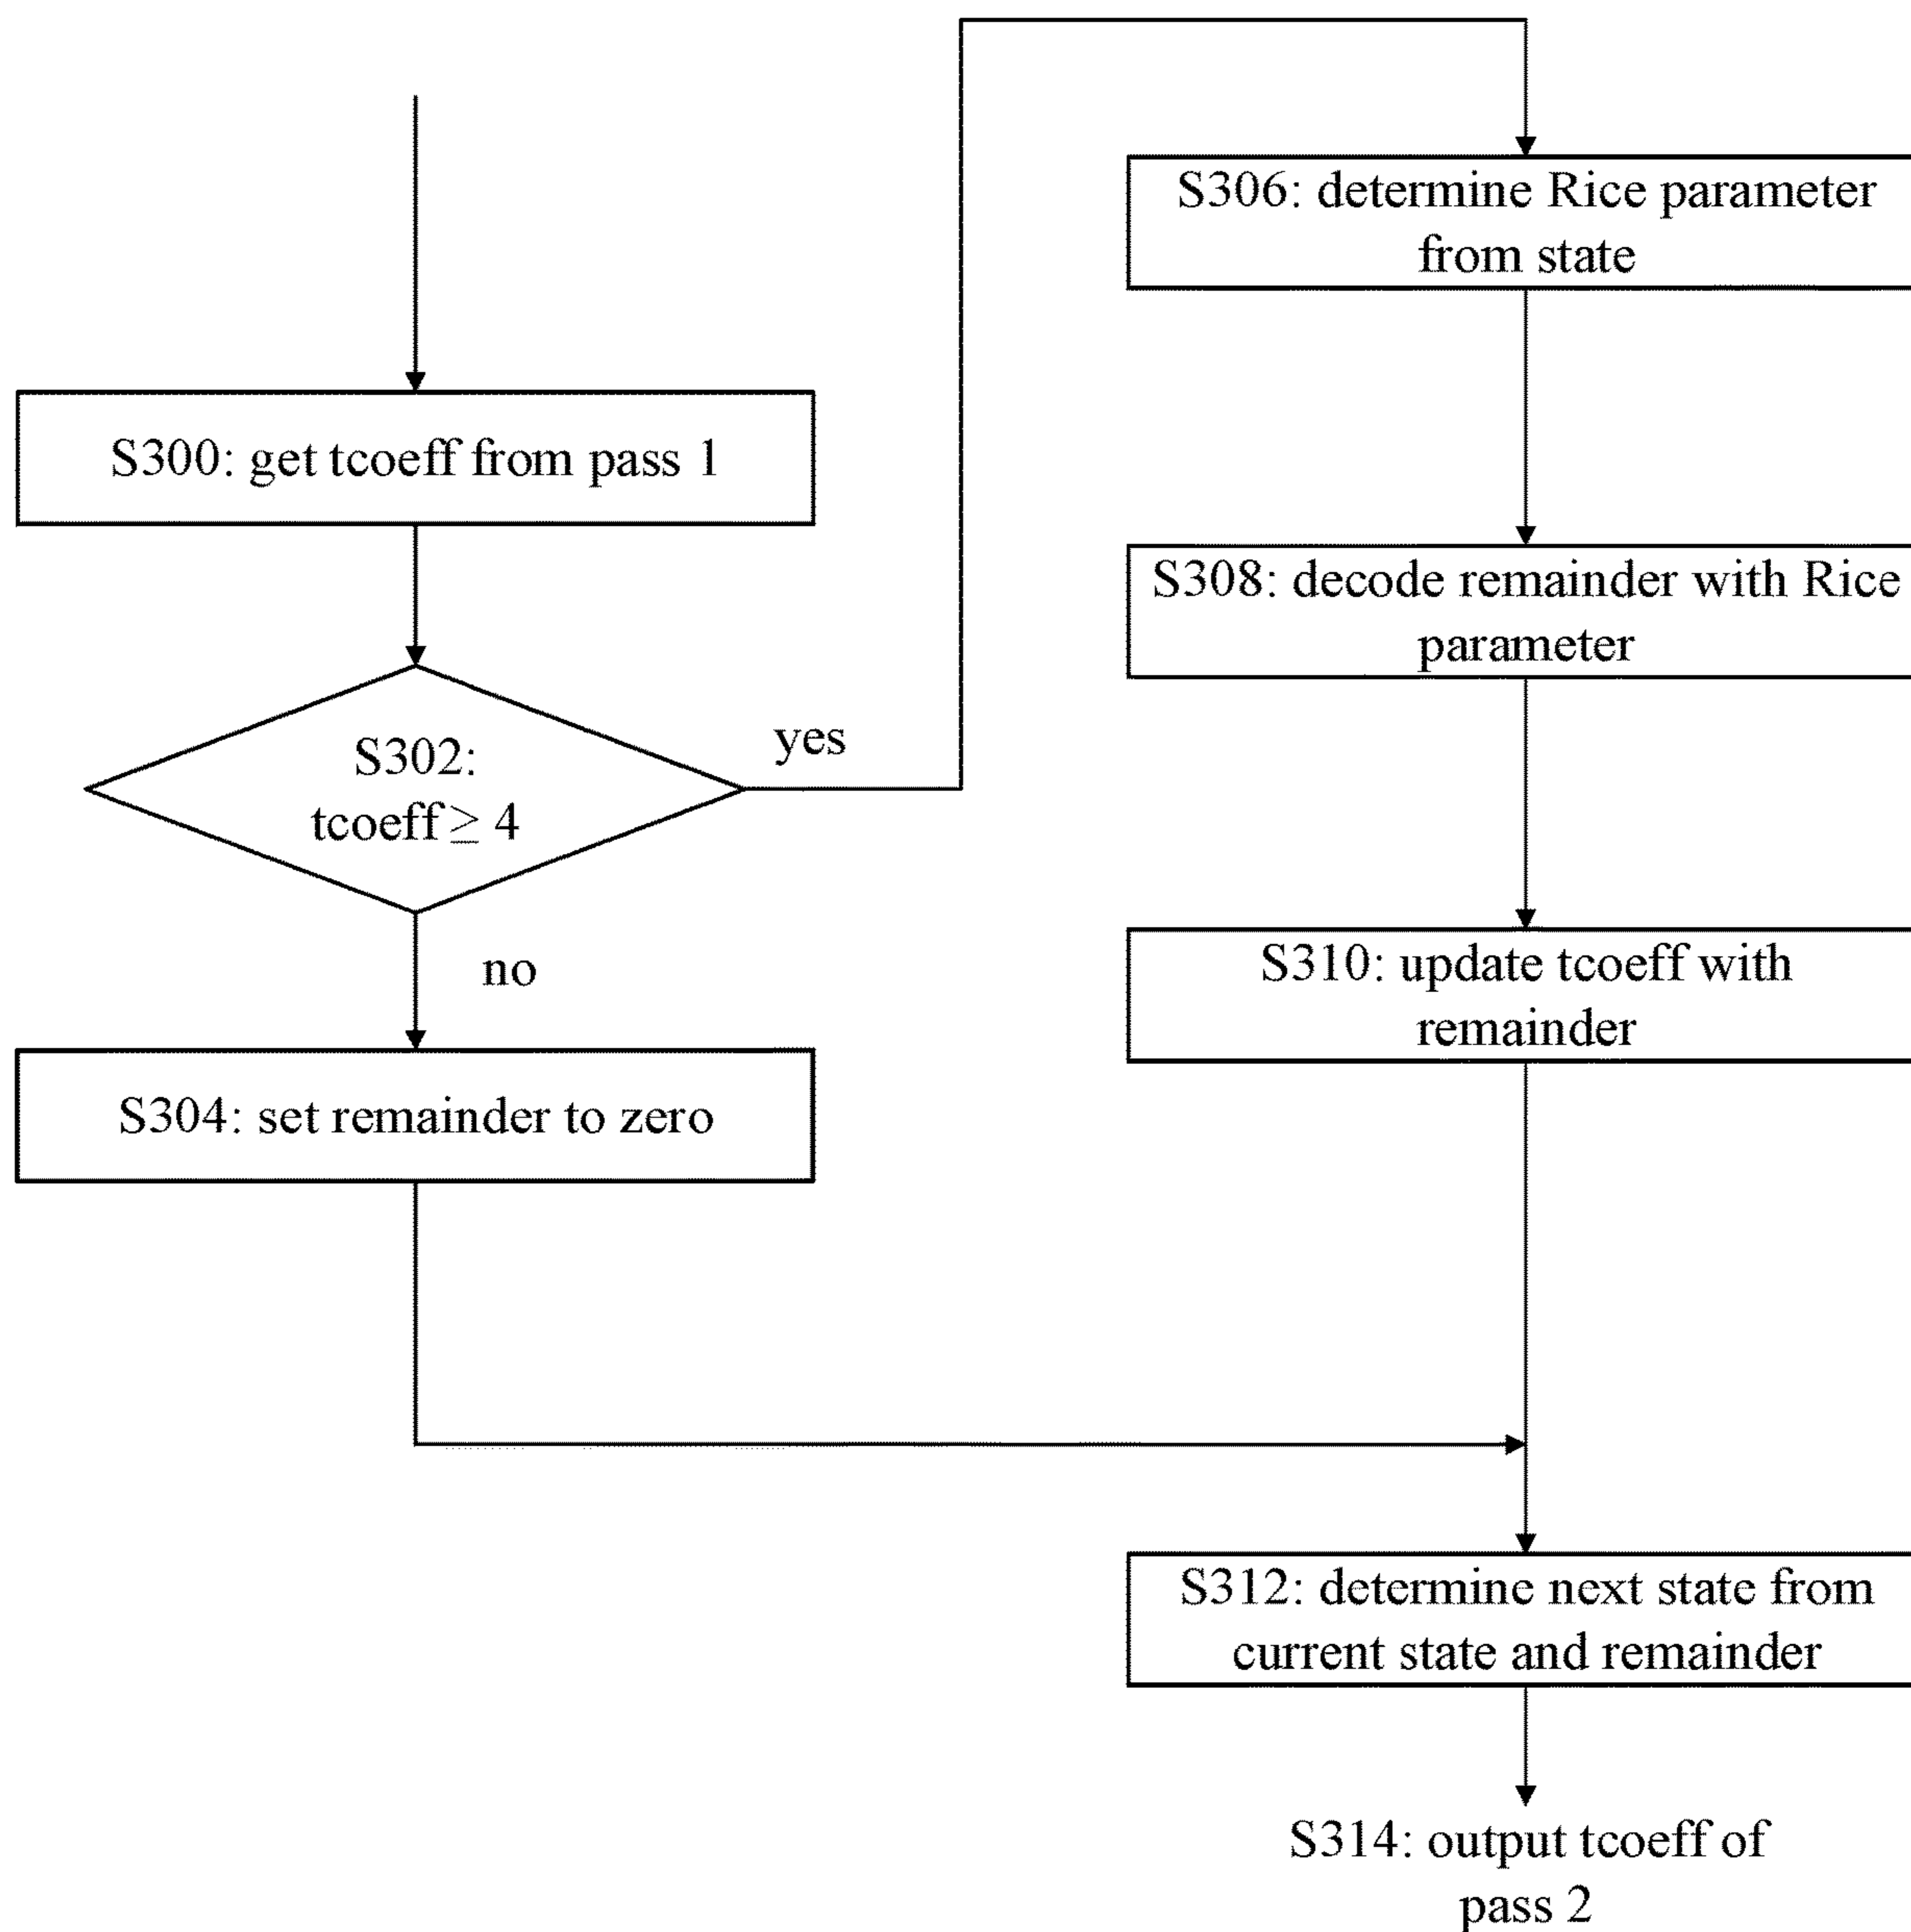 S300: get tcoeff from pass 1
S302:
tcoeff ≥ 4
yes
no
S304: set remainder to zero
S306: determine Rice parameter
from state
S308: decode remainder with Rice
parameter
S310: update tcoeff with
remainder
S312: determine next state from
current state and remainder
S314: output tcoeff of
pass 2